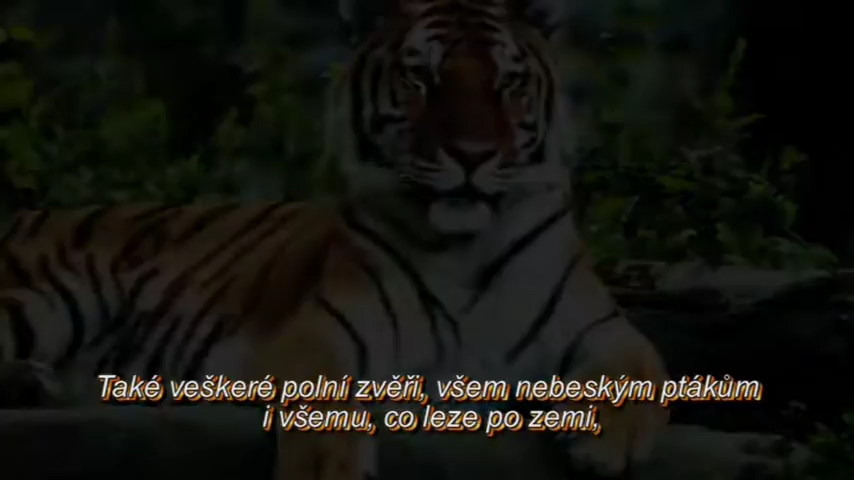 Také veškeré polní zvěři, všem nebeským ptákům
i všemu, co leze po zemi,